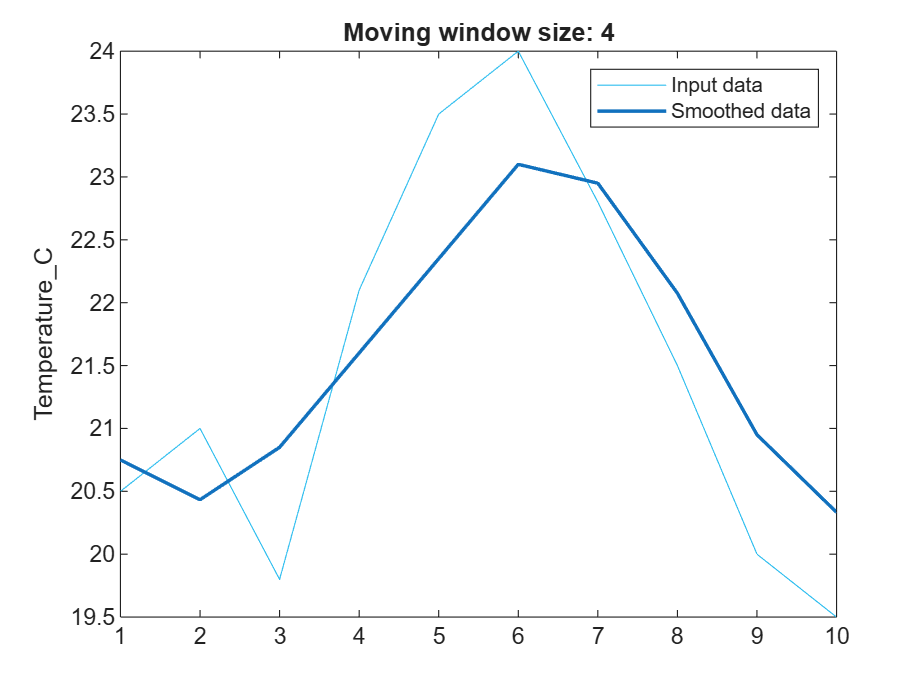 Moving window size: 4
Input data
Smoothed data
Temperature_C
24
23.5
23
22.5
22
21.5
21
20.5
20
19.5
1 2 3 4 5 6 7 8 9 10